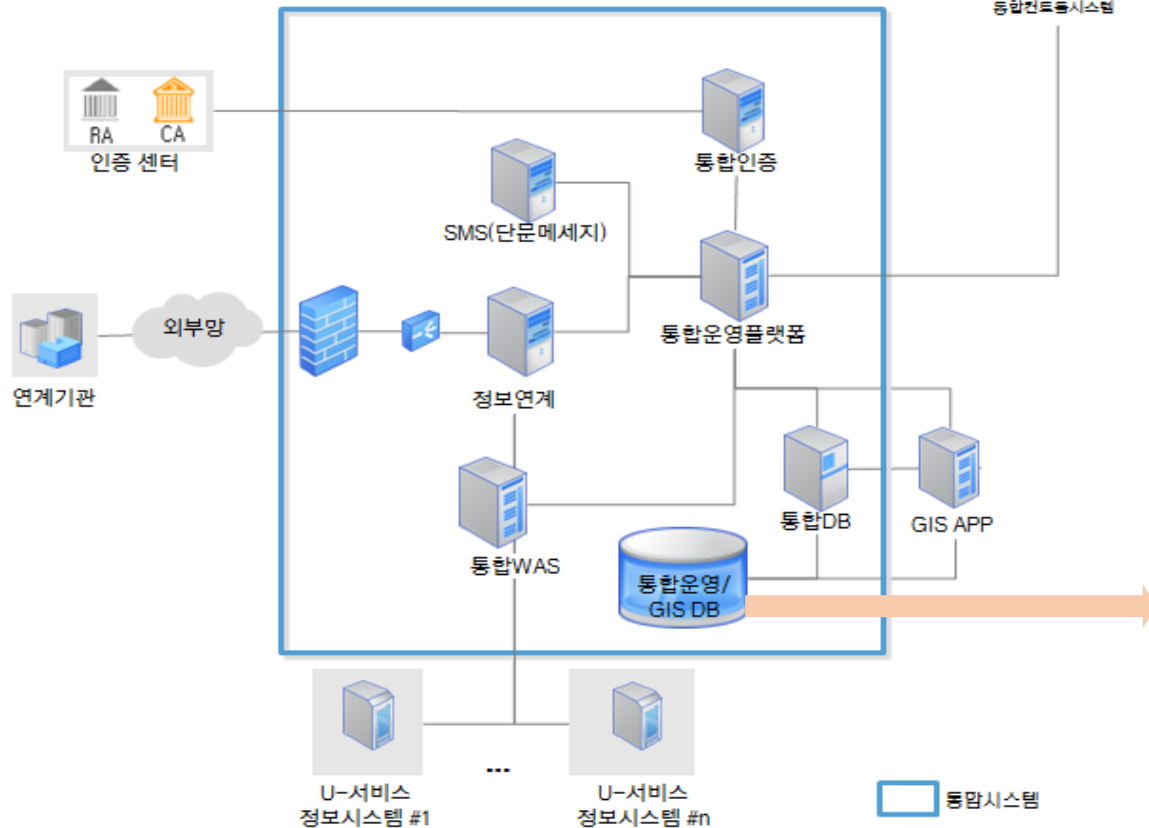 통합컨트롤시스템
RA CA
인증 센터
통합인증
SMS(단문메세지)
외부망
통합운영플랫폼
연계기관
정보연계
통합DB
GIS APP
통합WAS
통합운영/
GIS DB
U-서비스
정보시스템 #1
...
U-서비스
정보시스템 #n
통합시스템